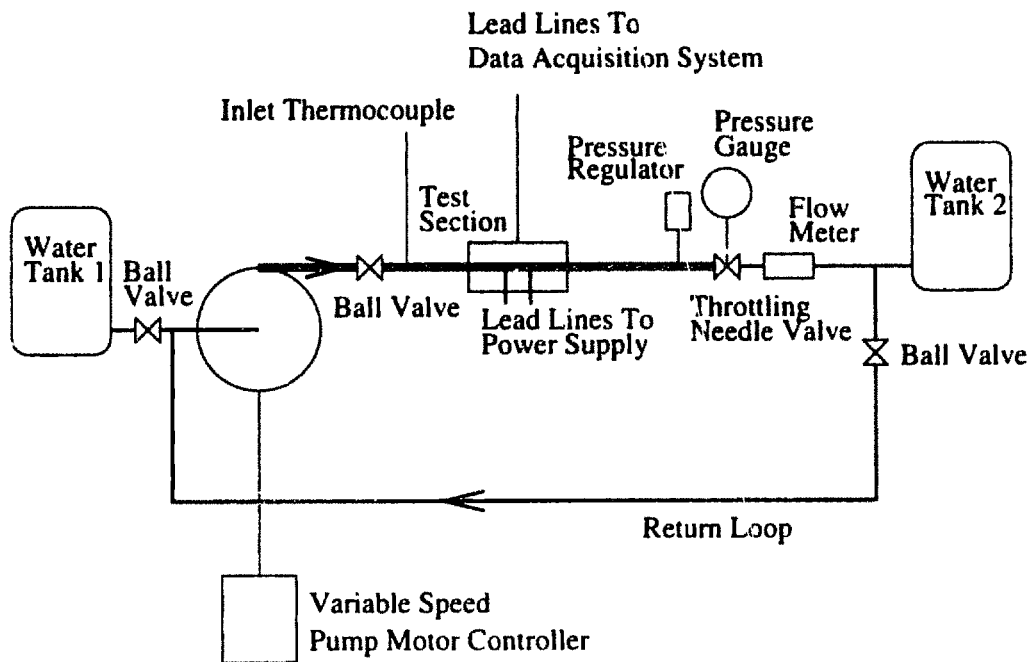 Lead Lines To
Data Acquisition System
Inlet Thermocouple
Pressure
Gauge
Pressure
Regulator
Test
Section
Water
Tank 2
Flow
Meter
Water
Tank 1
Ball
Valve
Ball Valve
Lead Lines To
Power Supply
Throttling
Needle Valve
Ball Valve
Return Loop
Variable Speed
Pump Motor Controller